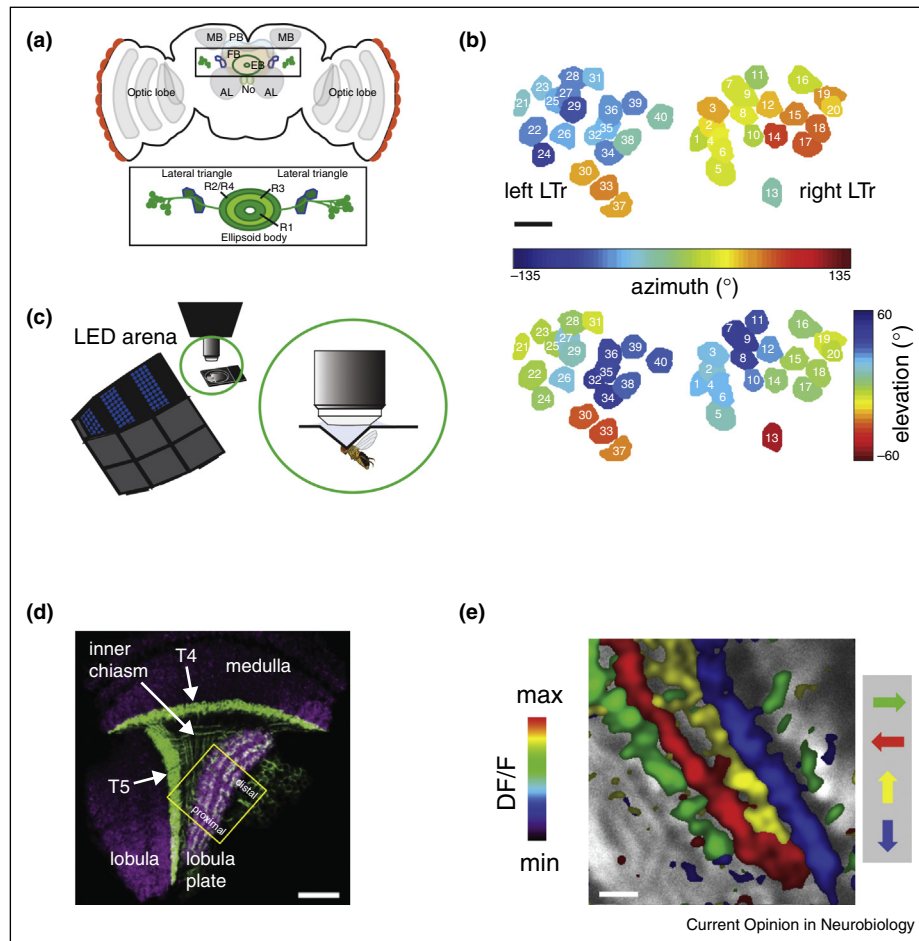 (a)
MB PB MB
FB
EB
Optic lobe AL No AL Optic lobe
Lateral triangle Lateral triangle
R2/R4 R3
R1
Ellipsoid body
(b)
28 31
23 27
21 25 29
36 39
22 26 32 35 38 40
24 34
30
33
37
left LTr
11 16
7 9
3 8 12 15 19 20
2
1 4 10 14 17 18
6
5
13
right LTr
–135 135
azimuth (°)
28 31
23 27
21 25 29
36 39
22 26 32 35 38 40
24 34
30
33
37
11 16
7 9
3 8 12 15 19 20
2
1 4 10 14 17 18
6
5
13
60
elevation (°)
–60
(c)
LED arena
(d)
inner
chiasm
T4
medulla
T5
distal
proximal
lobula
lobula
plate
(e)
max
DF/F
min
Current Opinion in Neurobiology